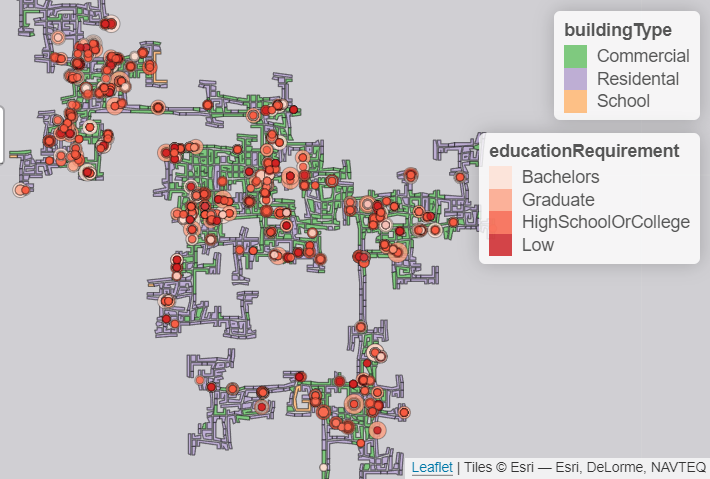 buildingType
Commercial
Residental
School
educationRequirement
Bachelors
Graduate
HighSchoolOrCollege
Low
Leaflet | Tiles © Esri — Esri, DeLorme, NAVTEQ